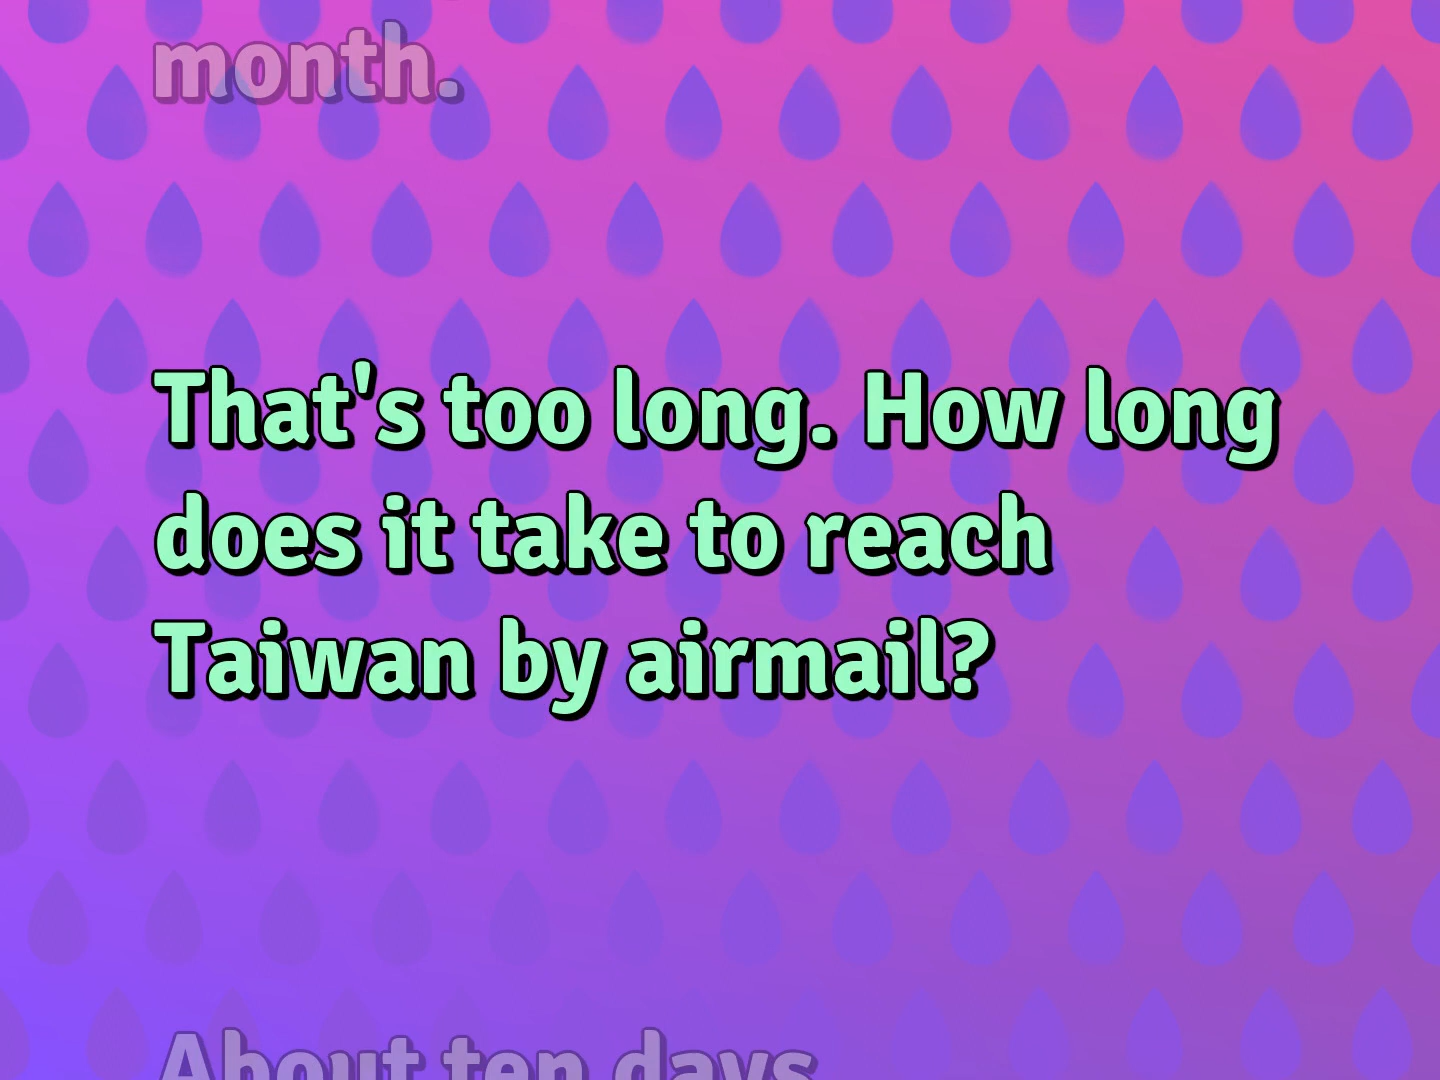 month.
That's too long. How long
does it take to reach
Taiwan by airmail?
About ten days